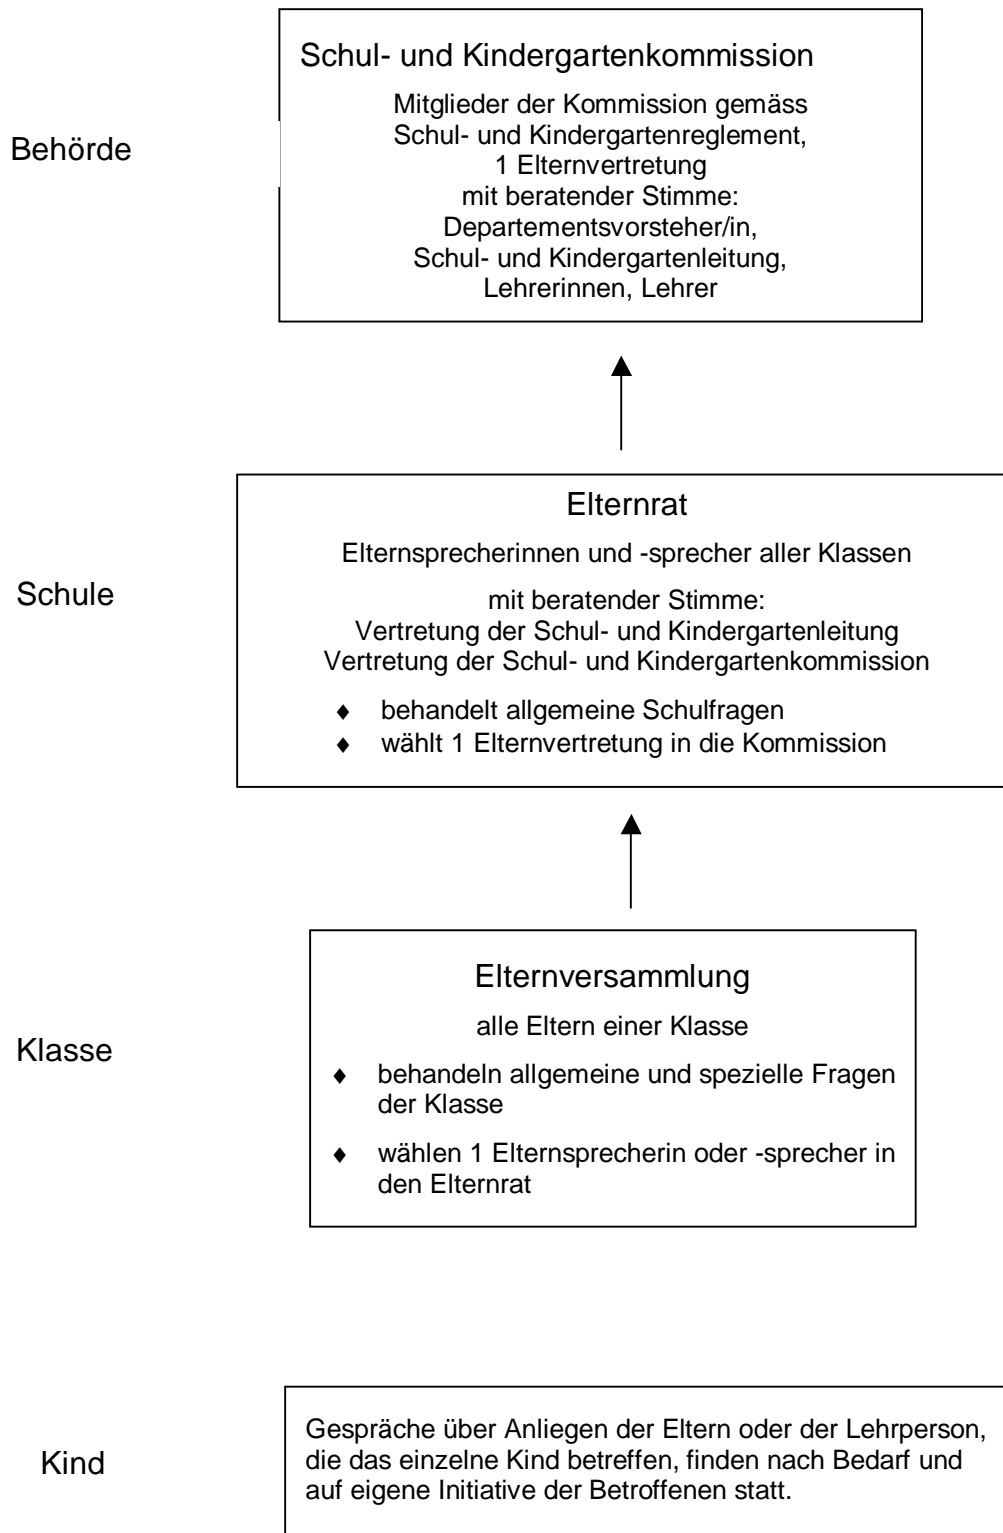 Schul- und Kindergartenkommission
Mitglieder der Kommission gemäss
Schul- und Kindergartenreglement,
1 Elternvertretung
mit beratender Stimme:
Departementsvorsteher/in,
Schul- und Kindergartenleitung,
Lehrerinnen, Lehrer
Behörde
Elternrat
Elternsprecherinnen und -sprecher aller Klassen
mit beratender Stimme:
Vertretung der Schul- und Kindergartenleitung
Vertretung der Schul- und Kindergartenkommission
♦ behandelt allgemeine Schulfragen
♦ wählt 1 Elternvertretung in die Kommission
Schule
Elternversammlung
alle Eltern einer Klasse
♦ behandeln allgemeine und spezielle Fragen
der Klasse
♦ wählen 1 Elternsprecherin oder -sprecher in
den Elternrat
Klasse
Gespräche über Anliegen der Eltern oder der Lehrperson,
die das einzelne Kind betreffen, finden nach Bedarf und
auf eigene Initiative der Betroffenen statt.
Kind